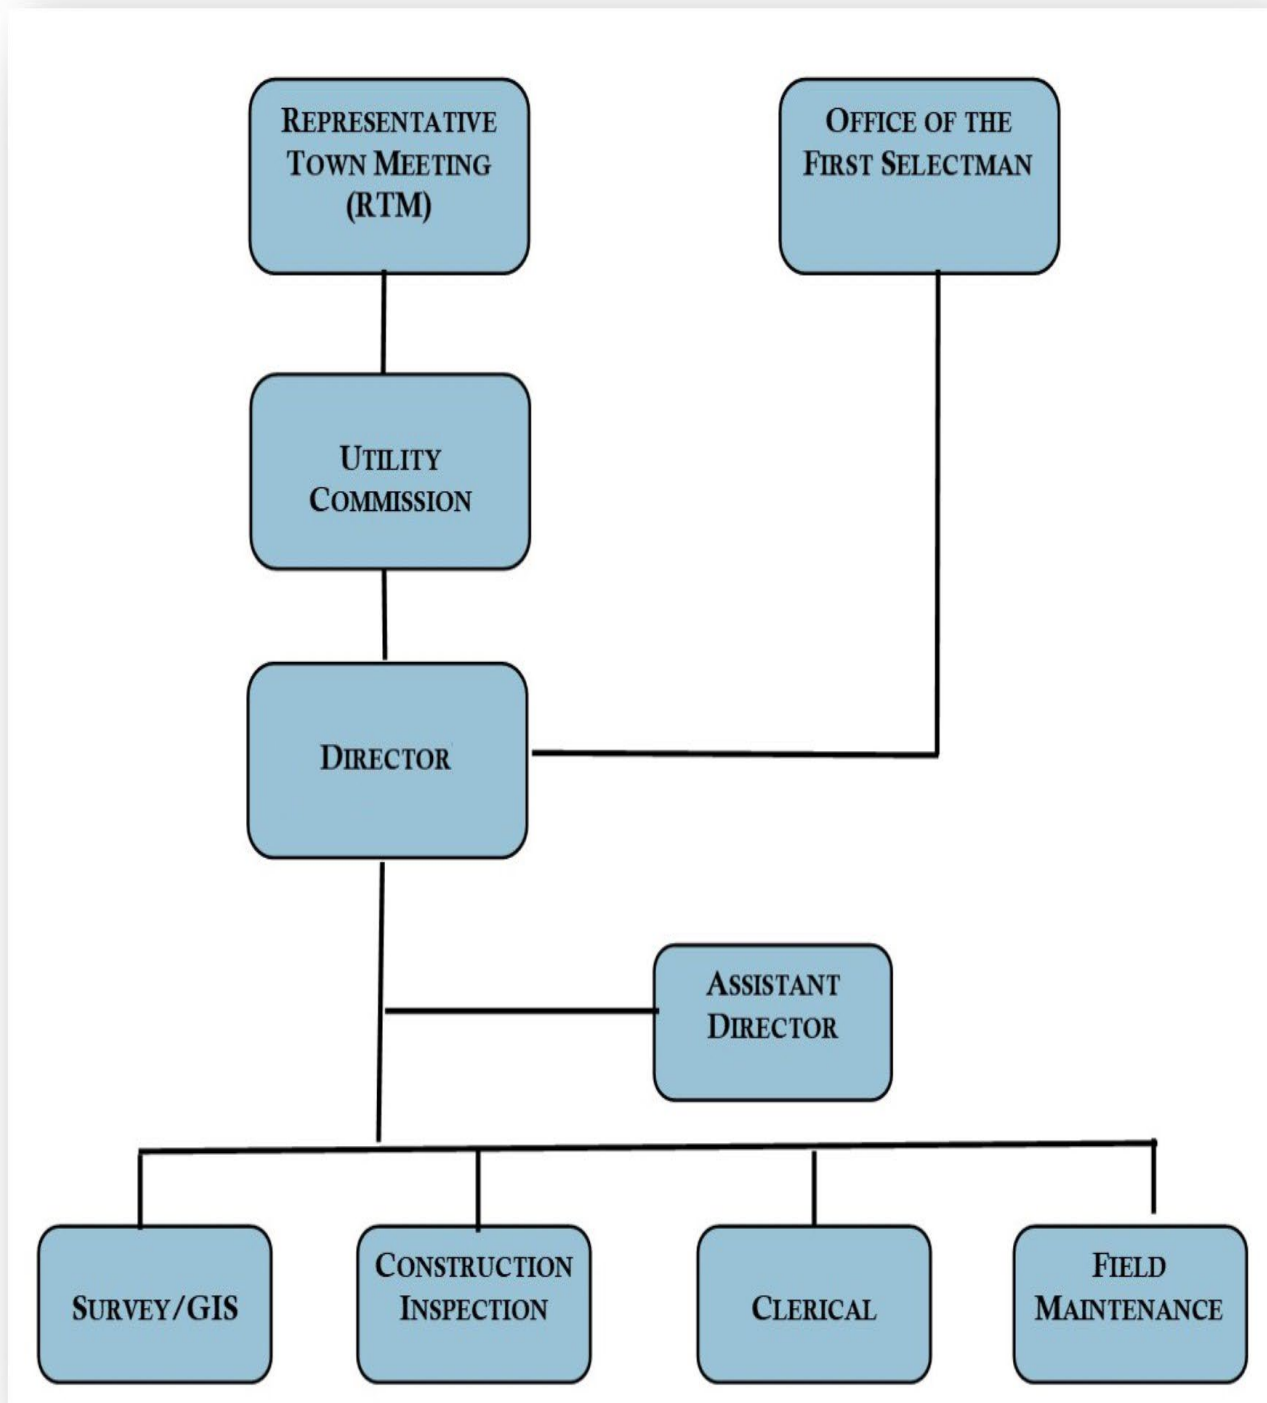 REPRESENTATIVE
TOWN MEETING
(RTM)
OFFICE OF THE
FIRST SELECTMAN
UTILITY
COMMISSION
DIRECTOR
ASSISTANT
DIRECTOR
SURVEY/GIS
CONSTRUCTION
INSPECTION
CLERICAL
FIELD
MAINTENANCE